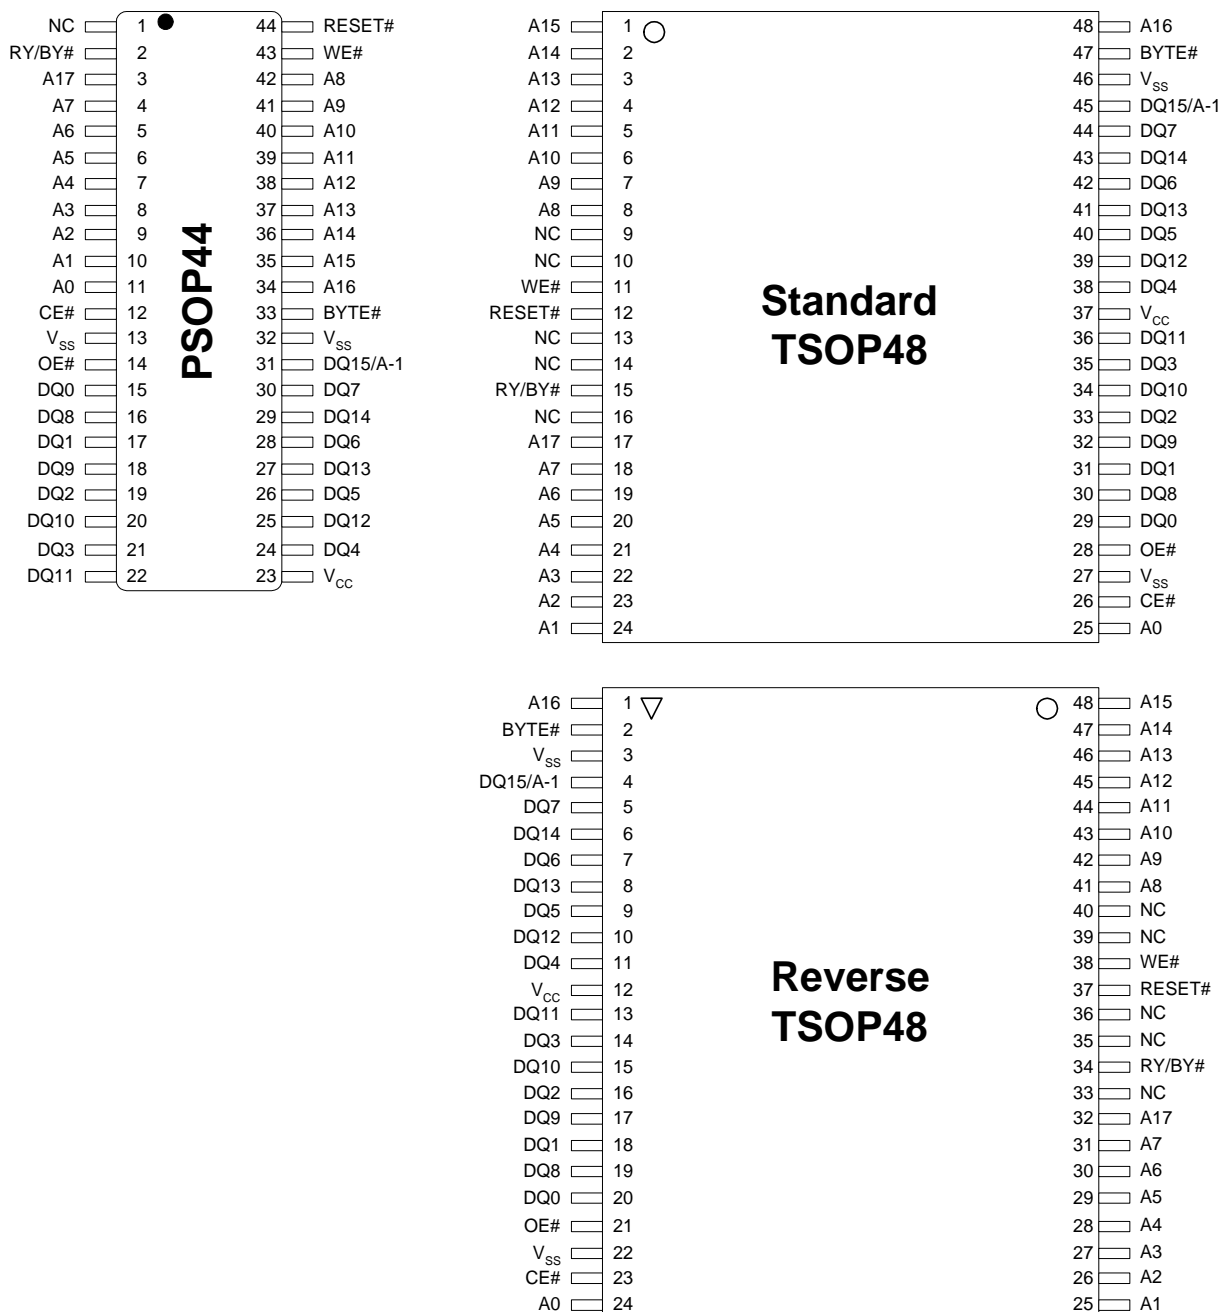 NC 1 44 RESET#
RY/BY# 2 43 WE#
A17 3 42 A8
A7 4 41 A9
A6 5 40 A10
A5 6 39 A11
A4 7 38 A12
A3 8 37 A13
A2 9 36 A14
A1 10 35 A15
A0 11 34 A16
CE# 12 33 BYTE#
VSS 13 32 VSS
OE# 14 31 DQ15/A-1
DQ0 15 30 DQ7
DQ8 16 29 DQ14
DQ1 17 28 DQ6
DQ9 18 27 DQ13
DQ2 19 26 DQ5
DQ10 20 25 DQ12
DQ3 21 24 DQ4
DQ11 22 23 VCC
PSOP44
A15 1 48 A16
A14 2 47 BYTE#
A13 3 46 VSS
A12 4 45 DQ15/A-1
A11 5 44 DQ7
A10 6 43 DQ14
A9 7 42 DQ6
A8 8 41 DQ13
NC 9 40 DQ5
NC 10 39 DQ12
WE# 11 38 DQ4
RESET# 12 37 VCC
NC 13 36 DQ11
NC 14 35 DQ3
RY/BY# 15 34 DQ10
NC 16 33 DQ2
A17 17 32 DQ9
A7 18 31 DQ1
A6 19 30 DQ8
A5 20 29 DQ0
A4 21 28 OE#
A3 22 27 VSS
A2 23 26 CE#
A1 24 25 A0
Standard
TSOP48
A16 1 48 A15
BYTE# 2 47 A14
VSS 3 46 A13
DQ15/A-1 4 45 A12
DQ7 5 44 A11
DQ14 6 43 A10
DQ6 7 42 A9
DQ13 8 41 A8
DQ5 9 40 NC
DQ12 10 39 NC
DQ4 11 38 WE#
VCC 12 37 RESET#
DQ11 13 36 NC
DQ3 14 35 NC
DQ10 15 34 RY/BY#
DQ2 16 33 NC
DQ9 17 32 A17
DQ1 18 31 A7
DQ8 19 30 A6
DQ0 20 29 A5
OE# 21 28 A4
VSS 22 27 A3
CE# 23 26 A2
A0 24 25 A1
Reverse
TSOP48